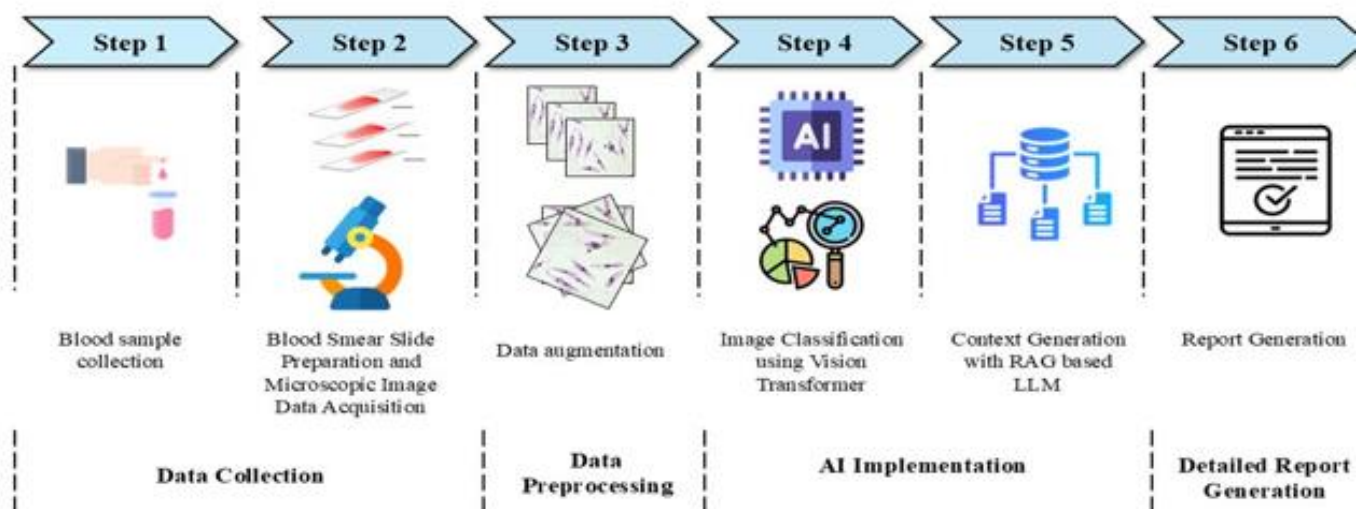 Step 1
Step 2
Step 3
Step 4
Step 5
Step 6
AI
Blood sample
collection
Blood Smear Slide
Preparation and
Microscopic Image
Data Acquisition
Data augmentation
Image Classification
using Vision
Transformer
Context Generation
with RAG based
LLM
Report Generation
Data Collection
Data
Preprocessing
AI Implementation
Detailed Report
Generation